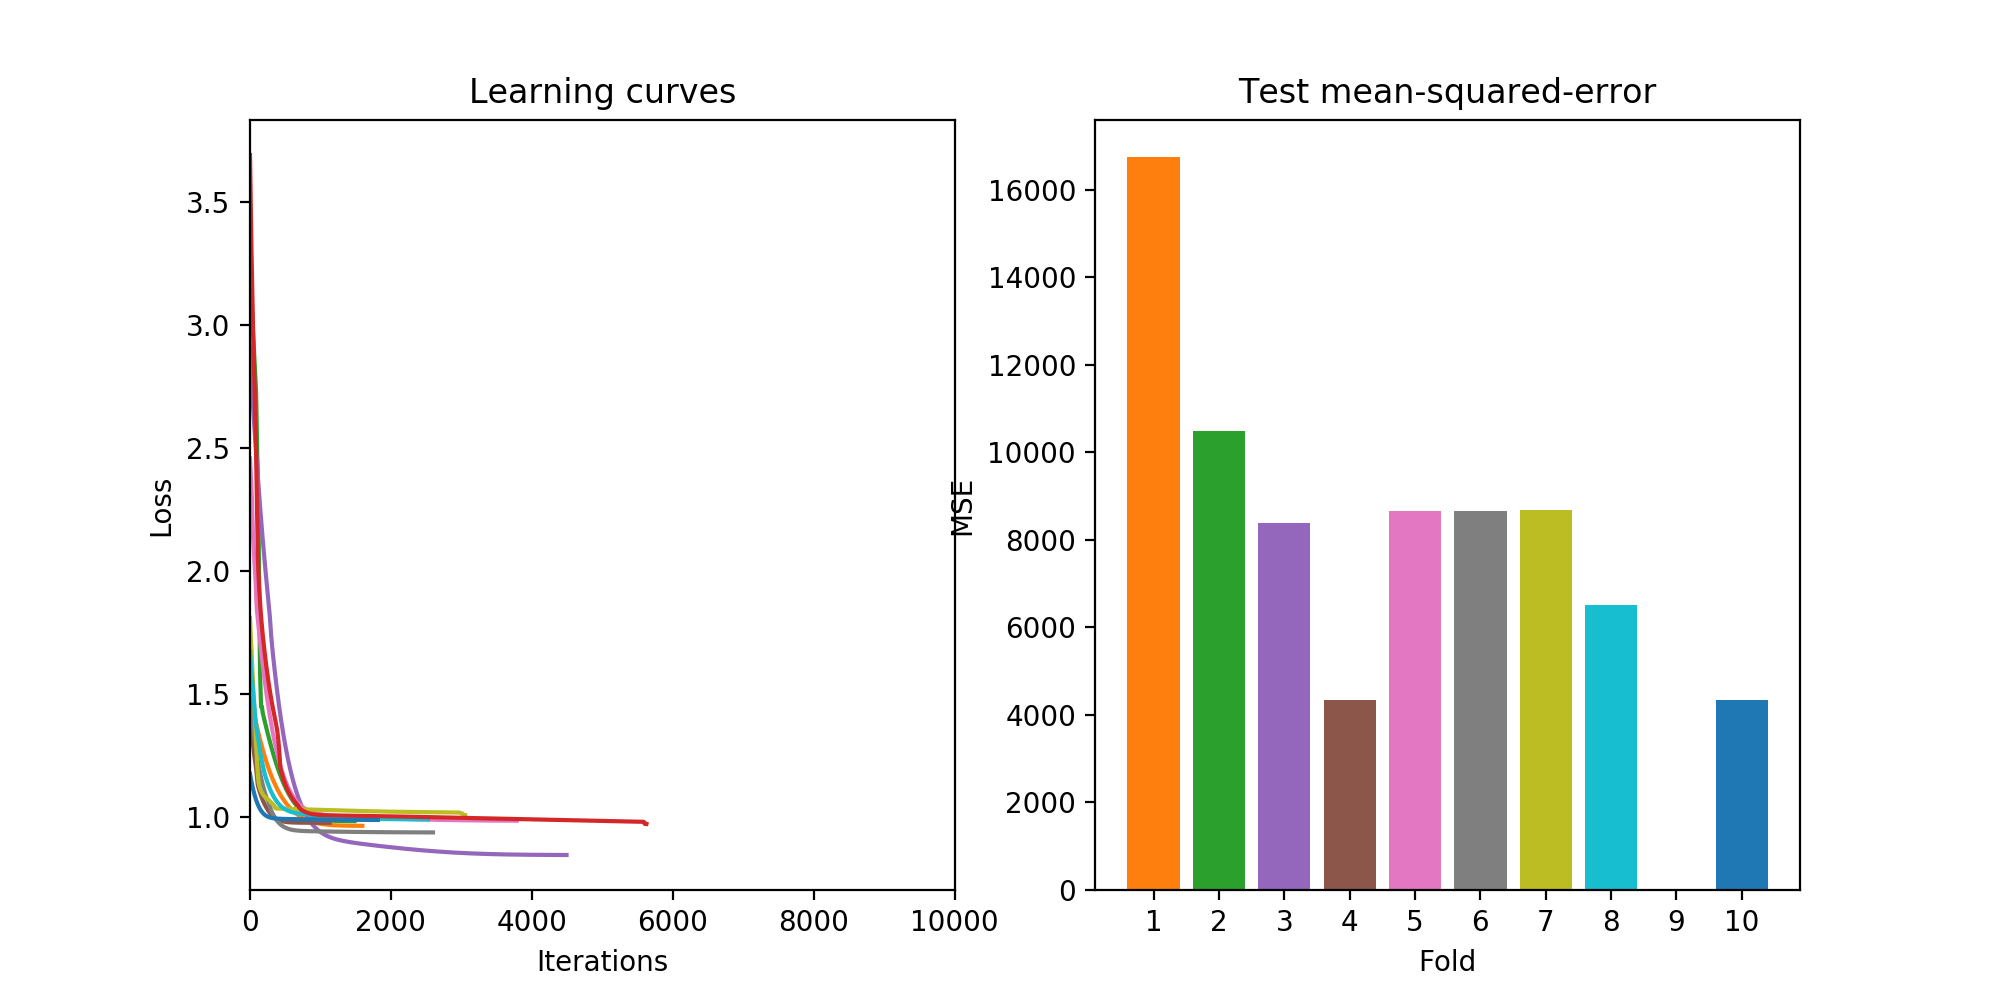 Learning curves
3.5
3.0
2.5
2.0
1.5
1.0
Loss
0 2000 4000 6000 8000 10000
Iterations
Test mean-squared-error
16000
14000
12000
10000
8000
6000
4000
2000
0
MSE
1 2 3 4 5 6 7 8 9 10
Fold